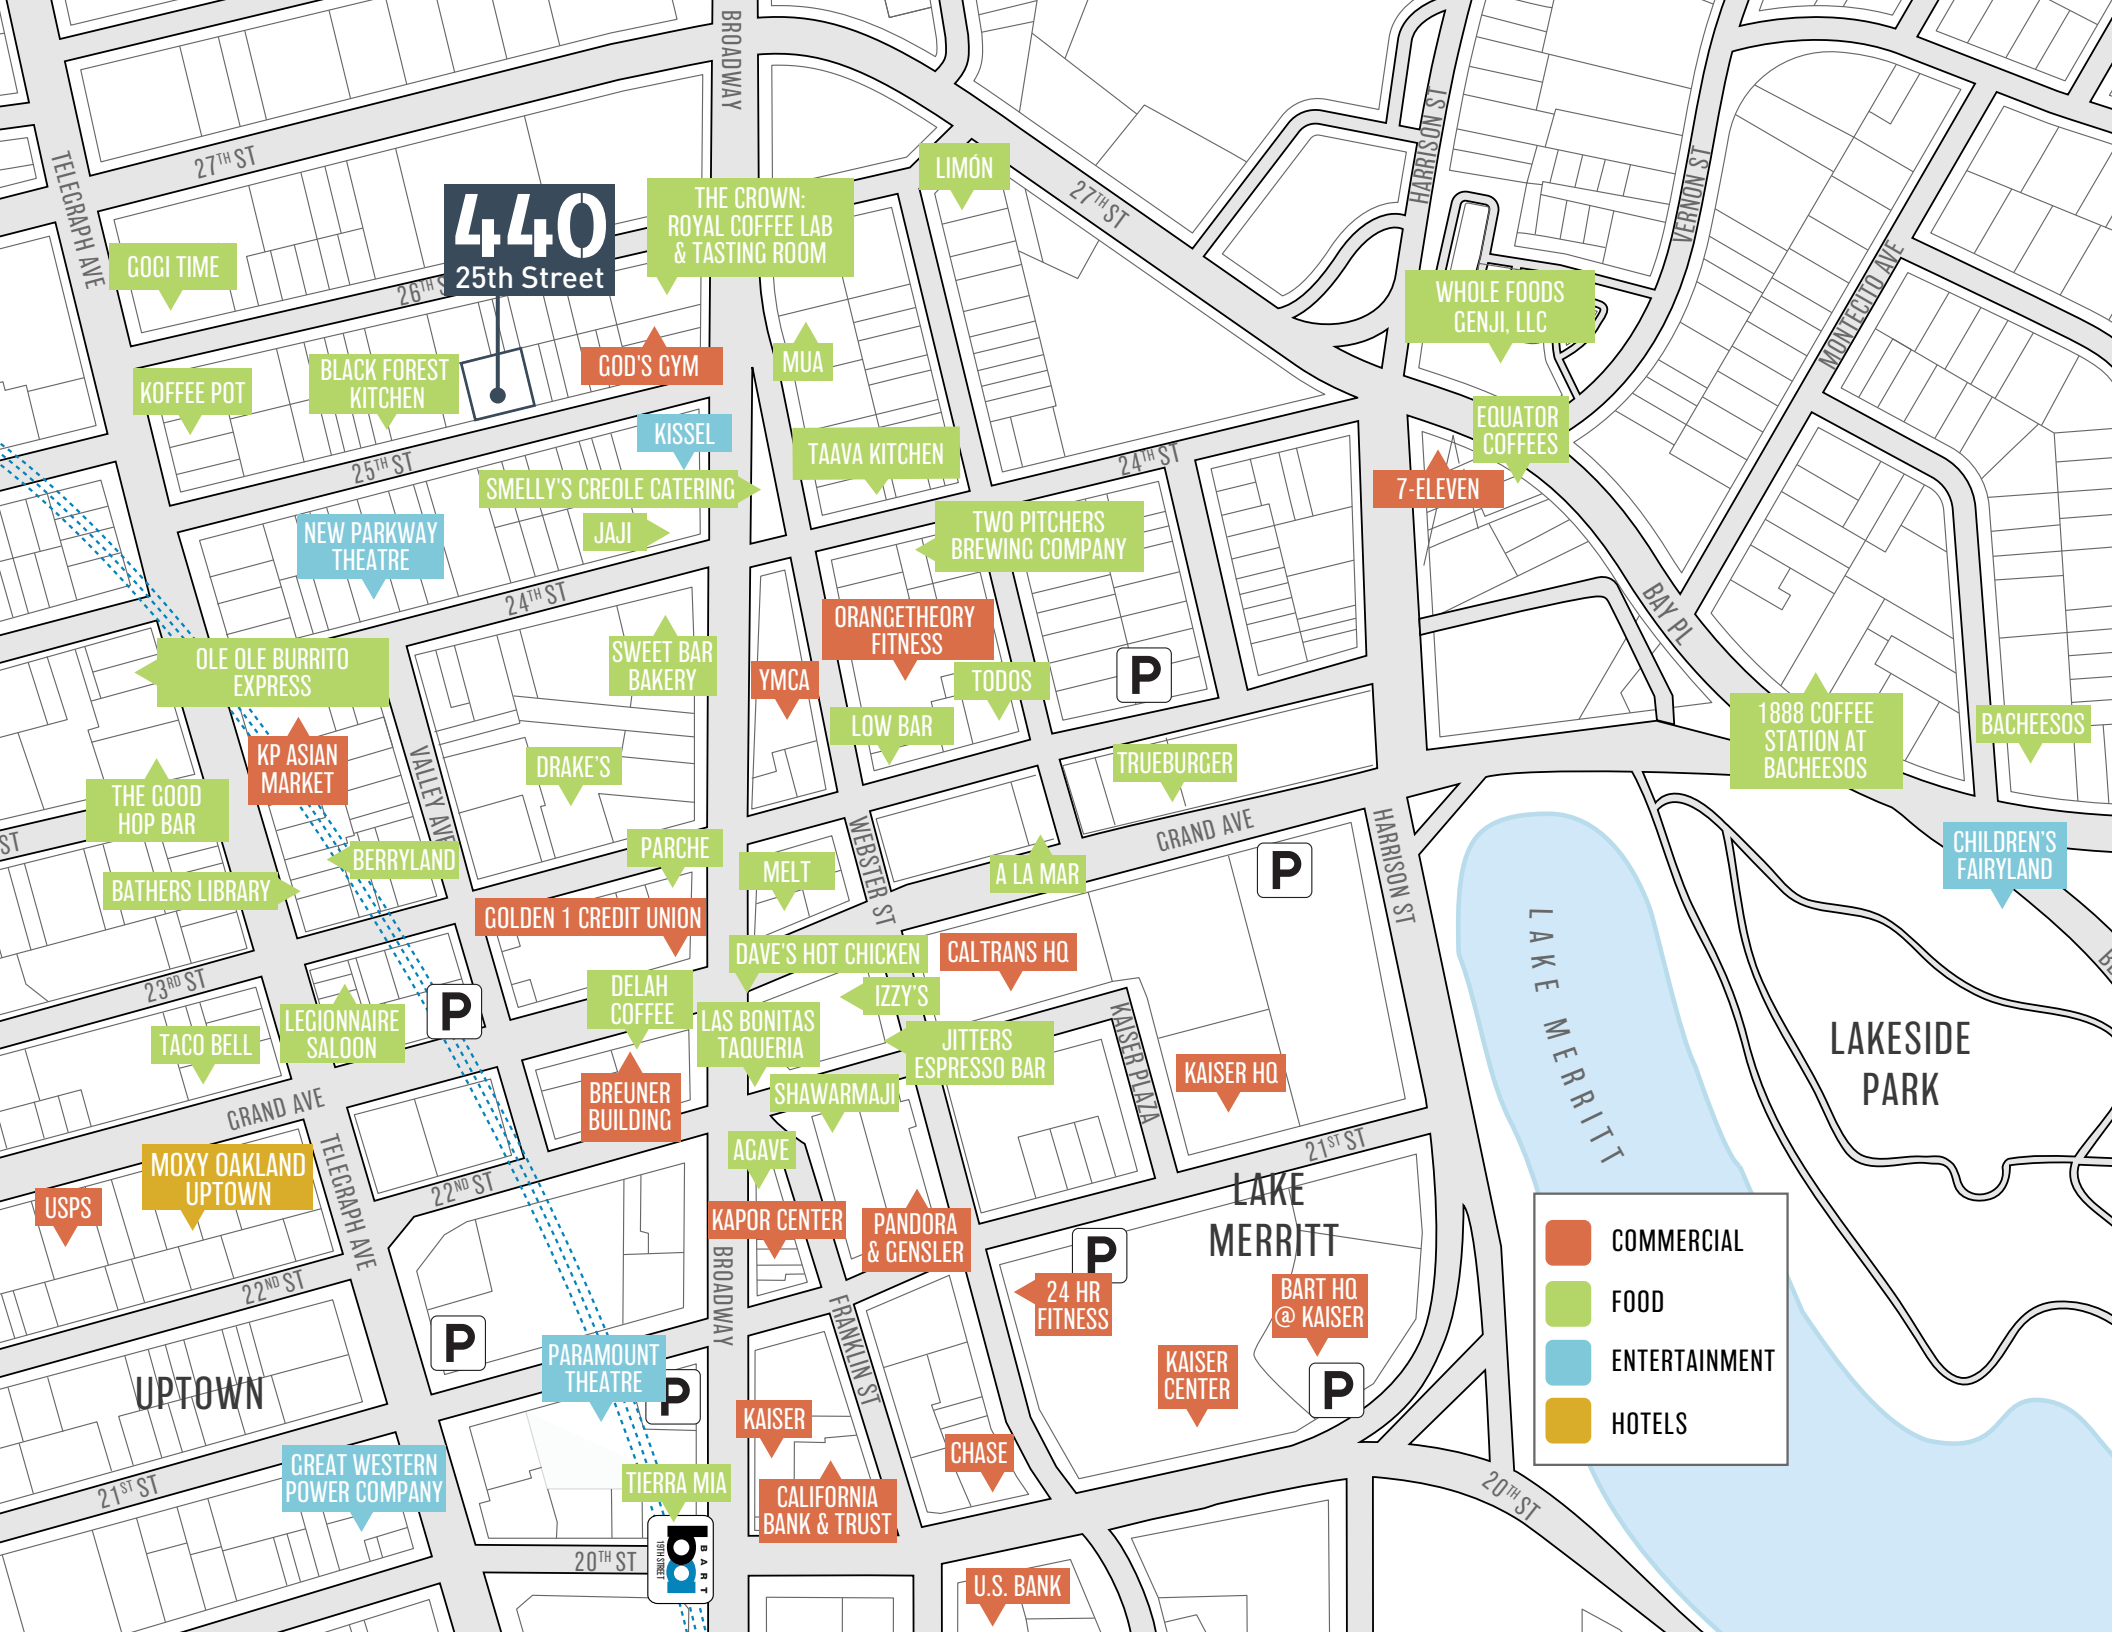 BROADWAY
27TH ST
TELEGRAPH AVE
440
25th Street
THE CROWN:
ROYAL COFFEE LAB
& TASTING ROOM
LIMÓN
27TH ST
HARRISON ST
VERNON ST
MONTECITO AVE
GOGI TIME
26TH S
WHOLE FOODS
GENJI, LLC
KOFFEE POT
BLACK FOREST
KITCHEN
GOD'S GYM
MUA
KISSEL
EQUATOR
COFFEES
25TH ST
TAAVA KITCHEN
24TH ST
SMELLY'S CREOLE CATERING
7-ELEVEN
JAJI
NEW PARKWAY
THEATRE
TWO PITCHERS
BREWING COMPANY
24TH ST
ORANGETHEORY
FITNESS
BAY PL
OLE OLE BURRITO
EXPRESS
SWEET BAR
BAKERY
YMCA
TODOS
P
LOW BAR
1888 COFFEE
STATION AT
BACHEESOS
BACHEESOS
KP ASIAN
MARKET
VALLEY AVE
DRAKE'S
TRUEBURGER
THE GOOD
HOP BAR
ST
BERRYLAND
PARCHE
MELT
WEBSTER ST
A LA MAR
GRAND AVE
P
HARRISON ST
CHILDREN'S
FAIRYLAND
BATHERS LIBRARY
GOLDEN 1 CREDIT UNION
DAVE'S HOT CHICKEN
CALTRANS HQ
LAKE MERRITT
BE
23RD ST
P
DELAH
COFFEE
IZZY'S
LEGIONNAIRE
SALOON
LAS BONITAS
TAQUERIA
JITTERS
ESPRESSO BAR
KAISER PLAZA
LAKESIDE
PARK
TACO BELL
KAISER HQ
BREUNER
BUILDING
SHAWARMAJI
GRAND AVE
AGAVE
21ST ST
MOXY OAKLAND
UPTOWN
TELEGRAPH AVE
22ND ST
LAKE
MERRITT
USPS
KAPOR CENTER
PANDORA
& GENSLER
P
COMMERCIAL
22ND ST
BROADWAY
FRANKLIN ST
24 HR
FITNESS
BART HQ
@ KAISER
FOOD
P
PARAMOUNT
THEATRE
P
KAISER
CENTER
P
ENTERTAINMENT
UPTOWN
KAISER
HOTELS
GREAT WESTERN
POWER COMPANY
21ST ST
TIERRA MIA
CHASE
CALIFORNIA
BANK & TRUST
20TH ST
20TH ST
ba
BART
19TH STREET
U.S. BANK